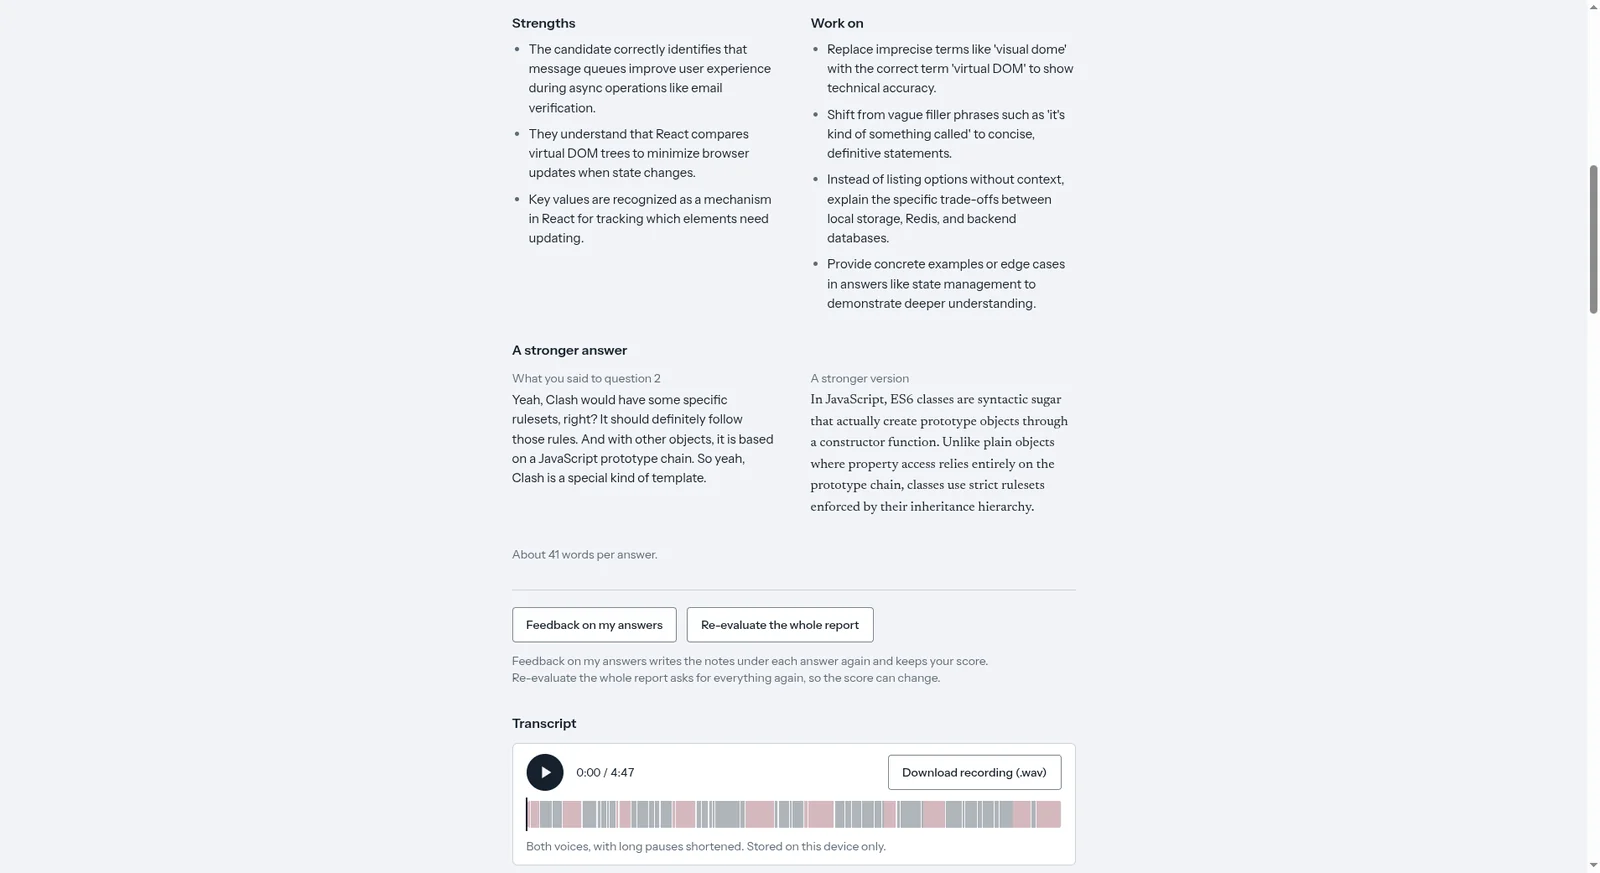 Strengths
The candidate correctly identifies that
message queues improve user experience
during async operations like email
verification.
They understand that React compares
virtual DOM trees to minimize browser
updates when state changes.
Key values are recognized as a mechanism
in React for tracking which elements need
updating.
Work on
Replace imprecise terms like 'visual dome'
with the correct term 'virtual DOM' to show
technical accuracy.
Shift from vague filler phrases such as 'it's
kind of something called' to concise,
definitive statements.
Instead of listing options without context,
explain the specific trade-offs between
local storage, Redis, and backend
databases.
Provide concrete examples or edge cases
in answers like state management to
demonstrate deeper understanding.
A stronger answer
What you said to question 2
Yeah, Clash would have some specific
rulesets, right? It should definitely follow
those rules. And with other objects, it is based
on a JavaScript prototype chain. So yeah,
Clash is a special kind of template.
A stronger version
In JavaScript, ES6 classes are syntactic sugar
that actually create prototype objects through
a constructor function. Unlike plain objects
where property access relies entirely on the
prototype chain, classes use strict rulesets
enforced by their inheritance hierarchy.
About 41 words per answer.
Feedback on my answers
Re-evaluate the whole report
Feedback on my answers writes the notes under each answer again and keeps your score.
Re-evaluate the whole report asks for everything again, so the score can change.
Transcript
0:00 / 4:47
Download recording (.wav)
Both voices, with long pauses shortened. Stored on this device only.